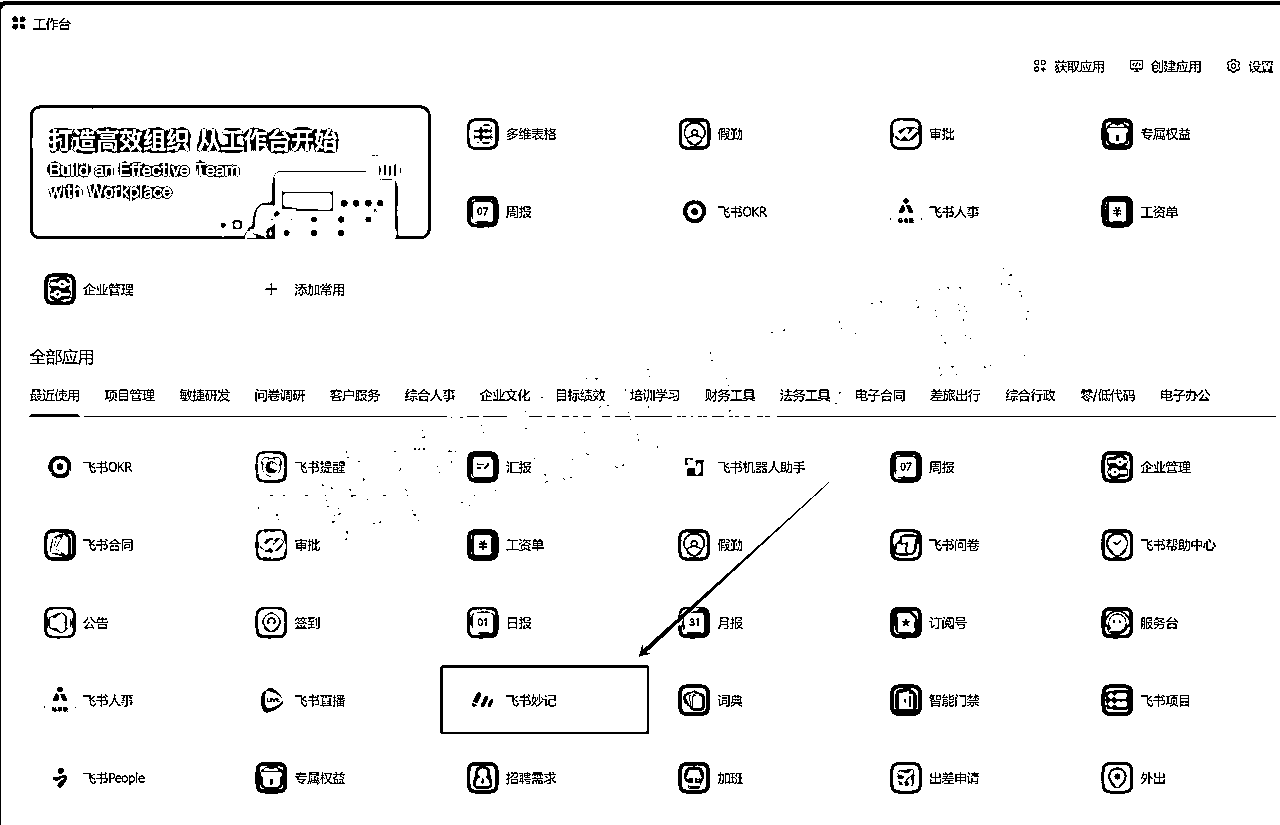 工作台
获取应用 创建应用 设置
打造高效组织 从工作台开始
Build an Effective Team
with Workplace
多维表格 假勤 审批 专属权益
07 周报 飞书OKR 飞书人事 工资单
企业管理 + 添加常用
全部应用
最近使用 项目管理 敏捷研发 问卷调研 客户服务 综合人事 企业文化 目标绩效 培训学习 财务工具 法务工具 电子合同 差旅出行 综合行政 零/低代码 电子办公
飞书OKR 飞书提醒 汇报 飞书机器人助手 07 周报 企业管理
飞书合同 审批 ¥ 工资单 假勤 飞书问卷 飞书帮助中心
公告 签到 01 日报 31 月报 订阅号 服务台
飞书人事 LIVE 飞书直播 飞书妙记 词典 智能门禁 飞书项目
飞书People 专属权益 招聘需求 加班 出差申请 外出